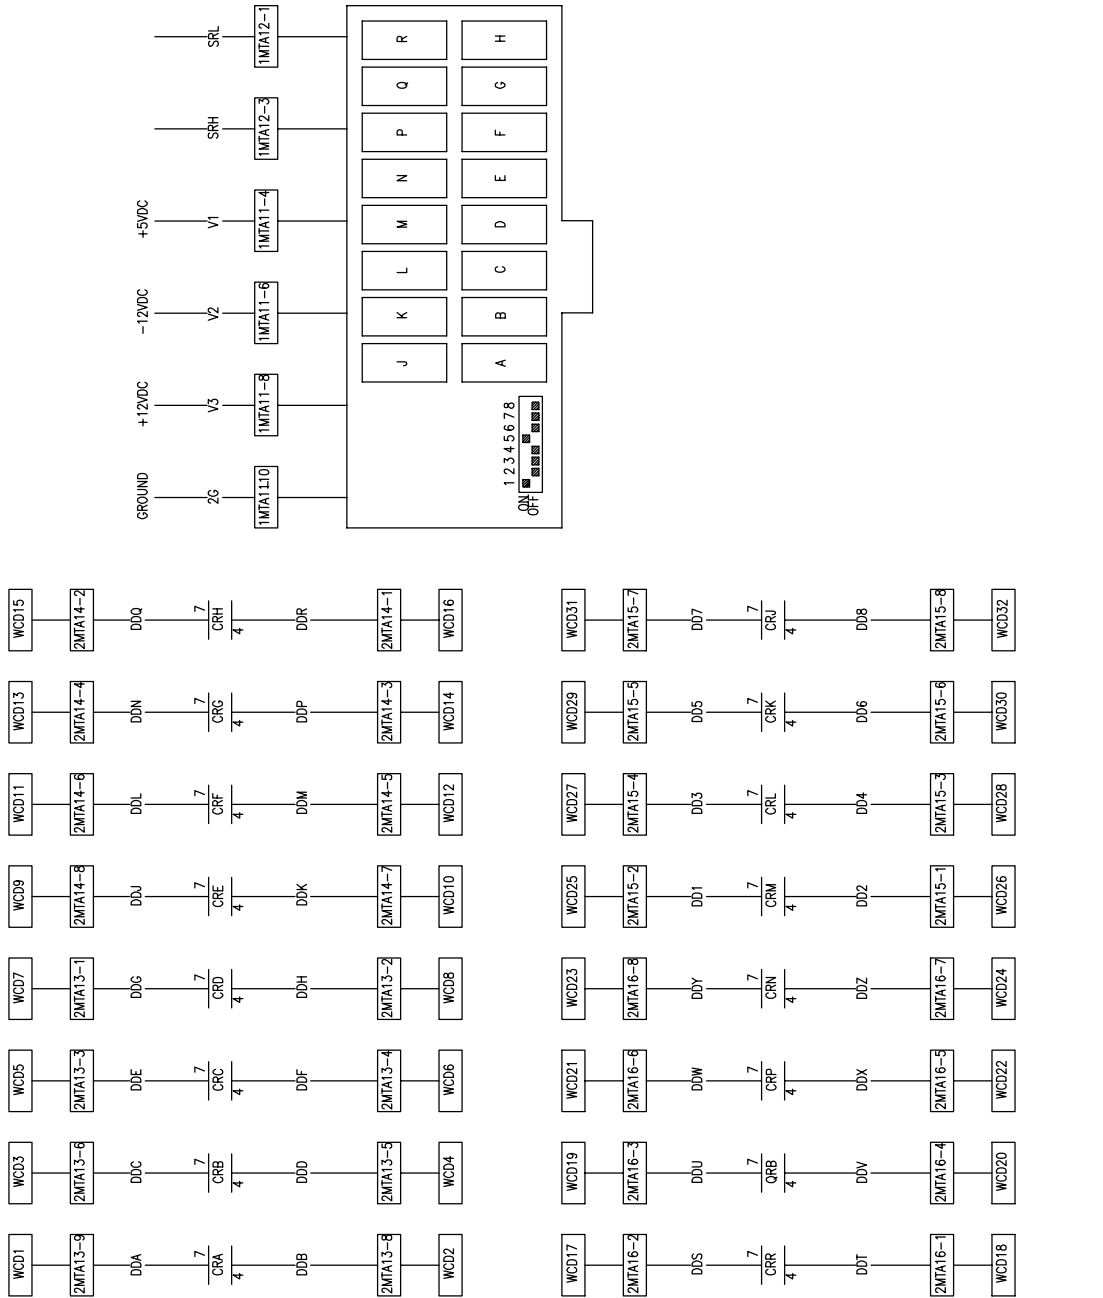 SRL 1MTA12-1
SRH 1MTA12-3
+5VDC V1 1MTA11-4
-12VDC V2 1MTA11-6
+12VDC V3 1MTA11-8
GROUND 2G 1MTA1110
R H
Q G
P F
N E
M D
L C
K B
J A
1 2 3 4 5 6 7 8
ON
OFF
WCD15 2MTA14-2 DDQ 7 CRH 4 DDR 2MTA14-1 WCD16
WCD13 2MTA14-4 DDN 7 CRG 4 DDP 2MTA14-3 WCD14
WCD11 2MTA14-6 DDL 7 CRF 4 DDM 2MTA14-5 WCD12
WCD9 2MTA14-8 DDJ 7 CRE 4 DDK 2MTA14-7 WCD10
WCD7 2MTA13-1 DDG 7 CRD 4 DDH 2MTA13-2 WCD8
WCD5 2MTA13-3 DDE 7 CRC 4 DDF 2MTA13-4 WCD6
WCD3 2MTA13-6 DDC 7 CRB 4 DDD 2MTA13-5 WCD4
WCD1 2MTA13-9 DDA 7 CRA 4 DDB 2MTA13-8 WCD2
WCD31 2MTA15-7 DD7 7 CRJ 4 DD8 2MTA15-8 WCD32
WCD29 2MTA15-5 DD5 7 CRK 4 DD6 2MTA15-6 WCD30
WCD27 2MTA15-4 DD3 7 CRL 4 DD4 2MTA15-3 WCD28
WCD25 2MTA15-2 DD1 7 CRM 4 DD2 2MTA15-1 WCD26
WCD23 2MTA16-8 DDY 7 CRN 4 DDZ 2MTA16-7 WCD24
WCD21 2MTA16-6 DDW 7 CRP 4 DDX 2MTA16-5 WCD22
WCD19 2MTA16-3 DDU 7 QRB 4 DDV 2MTA16-4 WCD20
WCD17 2MTA16-2 DDS 7 CRR 4 DDT 2MTA16-1 WCD18